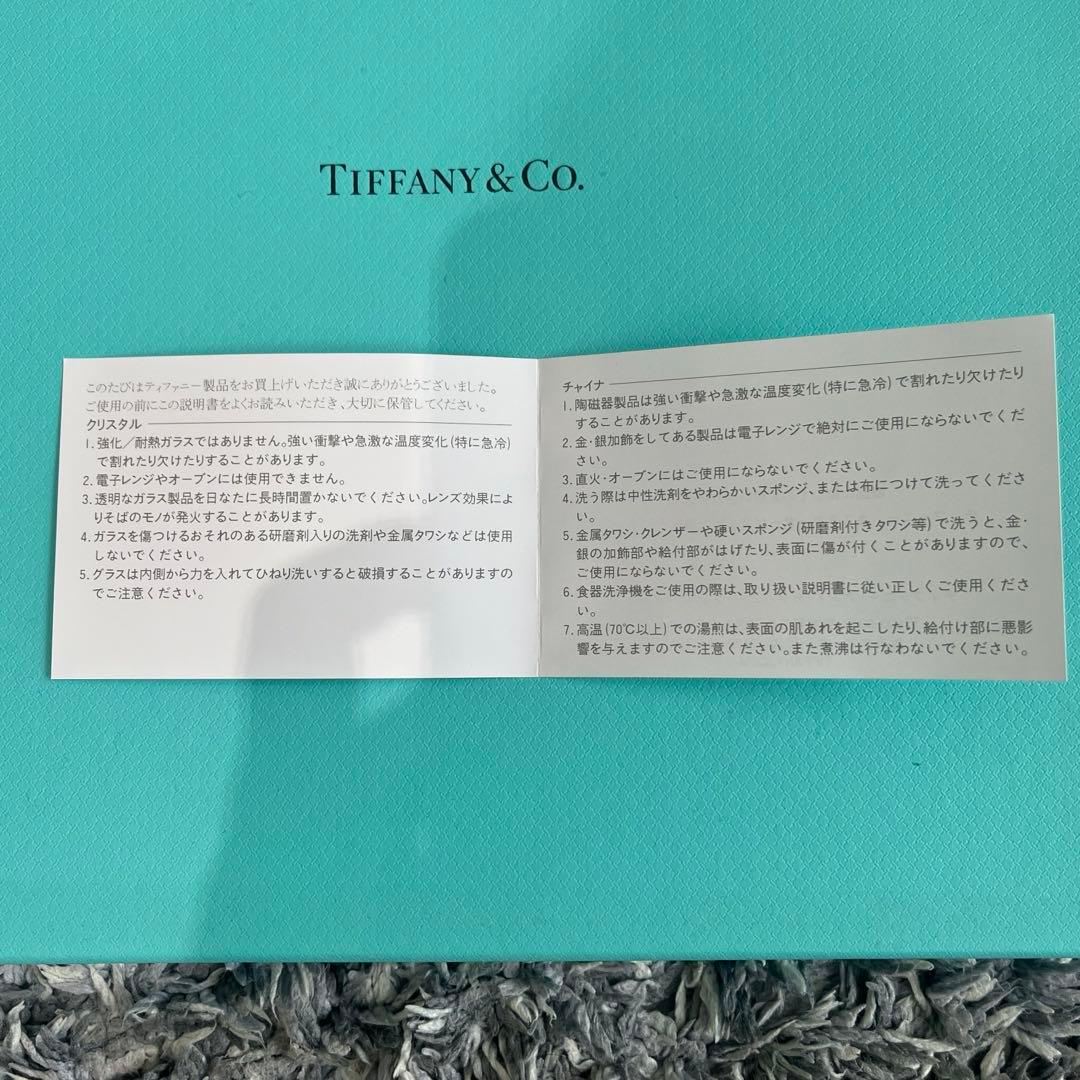 TIFFANY & CO.
このたびはティファニー製品をお買上げいただき誠にありがとうございました。
ご使用の前にこの説明書をよくお読みいただき、大切に保管してください。
クリスタル
1. 強化／耐熱ガラスではありません。強い衝撃や急激な温度変化(特に急冷)
で割れたり欠けたりすることがあります。
2. 電子レンジやオーブンには使用できません。
3. 透明なガラス製品を日なたに長時間置かないでください。レンズ効果によ
りそばのモノが発火することがあります。
4. ガラスを傷つけるおそれのある研磨剤入りの洗剤や金属タワシなどは使用
しないでください。
5. グラスは内側から力を入れてひねり洗いすると破損することがありますの
でご注意ください。
チャイナ
1. 陶磁器製品は強い衝撃や急激な温度変化(特に急冷)で割れたり欠けたり
することがあります。
2. 金・銀加飾をしてある製品は電子レンジで絶対にご使用にならないでくだ
さい。
3. 直火・オーブンにはご使用にならないでください。
4. 洗う際は中性洗剤をやわらかいスポンジ、または布につけて洗ってくださ
い。
5. 金属タワシ・クレンザーや硬いスポンジ(研磨剤付きタワシ等)で洗うと、金・
銀の加飾部や絵付部がはげたり、表面に傷が付くことがありますので、
ご使用にならないでください。
6. 食器洗浄機をご使用の際は、取り扱い説明書に従い正しくご使用くださ
い。
7. 高温(70℃以上)での湯煎は、表面の肌あれを起こしたり、絵付け部に悪影
響を与えますのでご注意ください。また煮沸は行なわないでください。